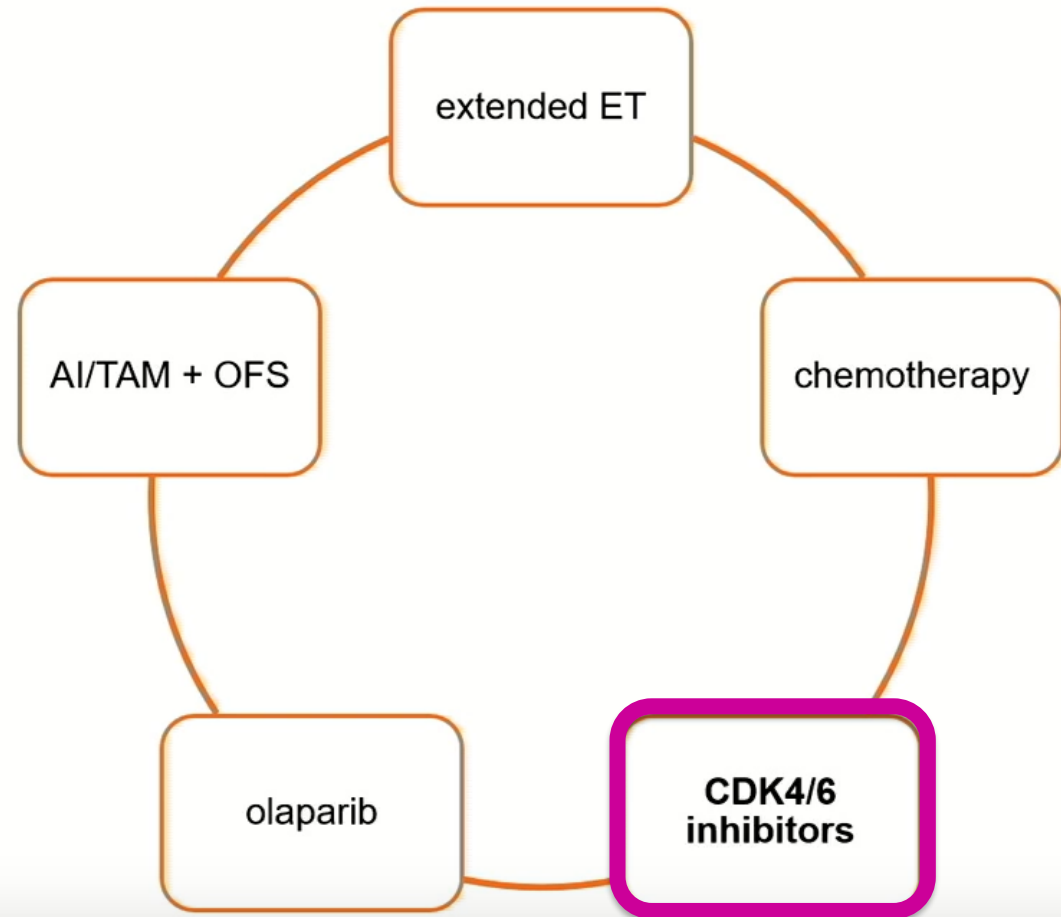 extended ET
AI/TAM + OFS
chemotherapy
olaparib
CDK4/6
inhibitors